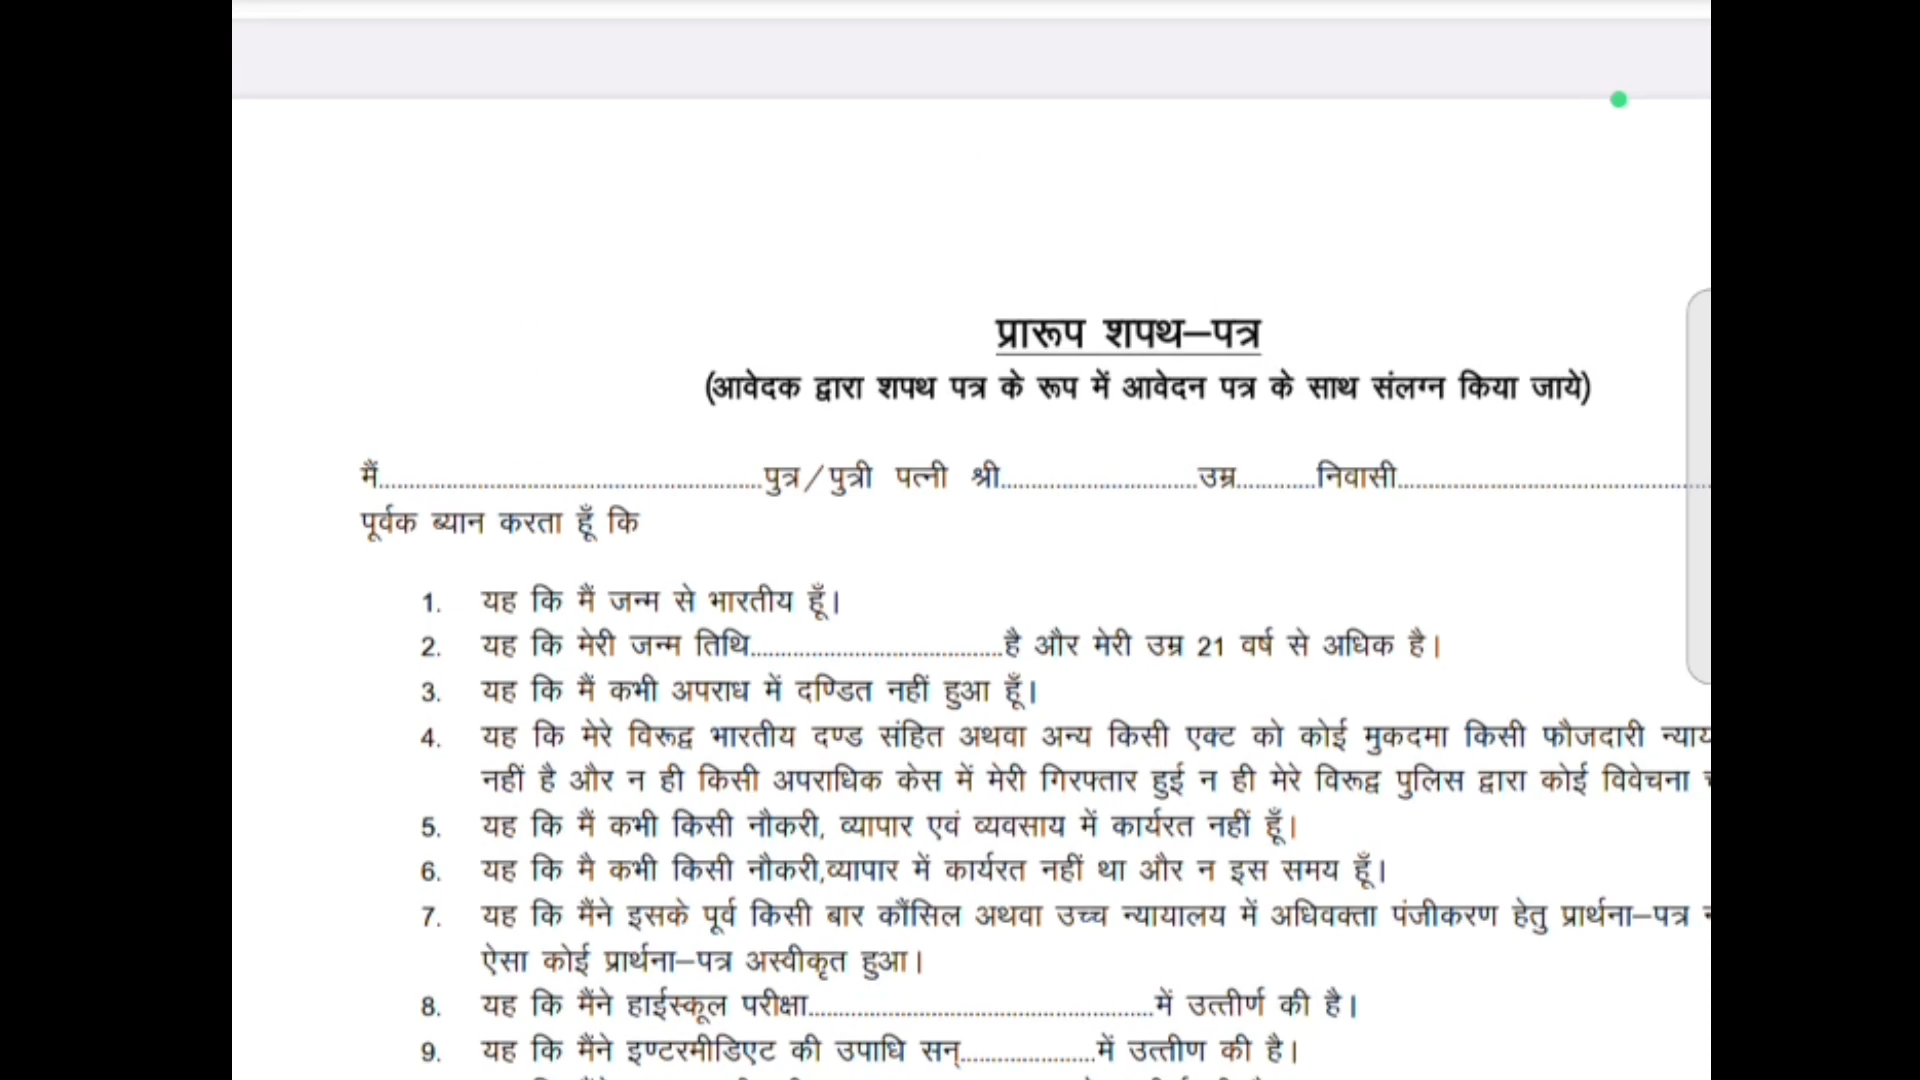 प्रारूप शपथ–पत्र
(आवेदक द्वारा शपथ पत्र के रूप में आवेदन पत्र के साथ संलग्न किया जाये)
मैं................................................................पुत्र/पुत्री पत्नी श्री.................................उम्र.............निवासी.....................................................
पूर्वक ब्यान करता हूँ कि
1. यह कि मैं जन्म से भारतीय हूँ।
2. यह कि मेरी जन्म तिथि..........................................है और मेरी उम्र 21 वर्ष से अधिक है।
3. यह कि मैं कभी अपराध में दण्डित नहीं हुआ हूँ।
4. यह कि मेरे विरूद्व भारतीय दण्ड संहित अथवा अन्य किसी एक्ट को कोई मुकदमा किसी फौजदारी
नहीं है और न ही किसी अपराधिक केस में मेरी गिरफ्तार हुई न ही मेरे विरूद्व पुलिस द्वारा कोई विवेचना
5. यह कि मैं कभी किसी नौकरी, व्यापार एवं व्यवसाय में कार्यरत नहीं हूँ।
6. यह कि मै कभी किसी नौकरी,व्यापार में कार्यरत नहीं था और न इस समय हूँ।
7. यह कि मैंने इसके पूर्व किसी बार कौंसिल अथवा उच्च न्यायालय में अधिवक्ता पंजीकरण हेतु प्रार्थना–पत्र
ऐसा कोई प्रार्थना–पत्र अस्वीकृत हुआ।
8. यह कि मैंने हाईस्कूल परीक्षा..........................................................में उत्तीर्ण की है।
9. यह कि मैंने इण्टरमीडिएट की उपाधि सन्.......................में उत्तीण की है।